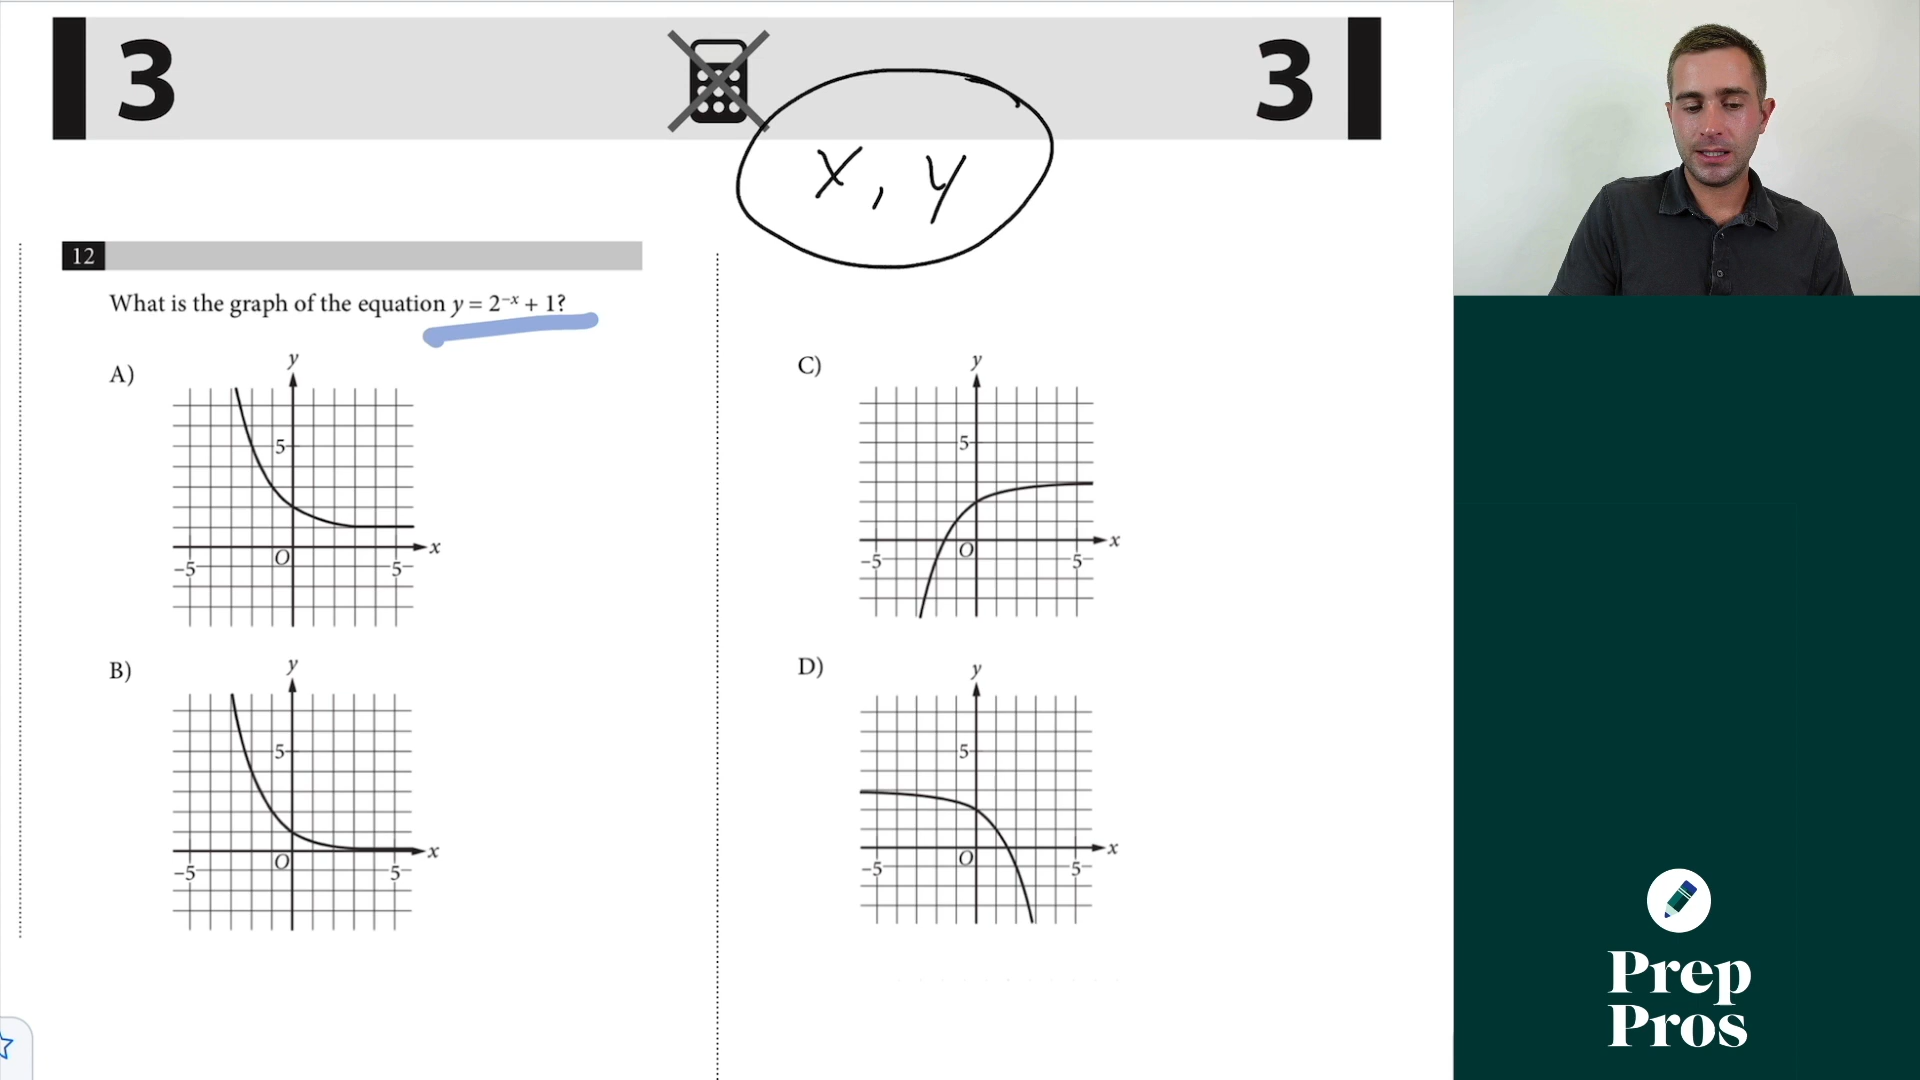 3 3
x, y
12
What is the graph of the equation y = 2⁻ˣ + 1?
A)
y
5
O
x
-5
5
B)
y
5
O
x
-5
5
C)
y
5
O
x
-5
5
D)
y
5
O
x
-5
5
Prep
Pros